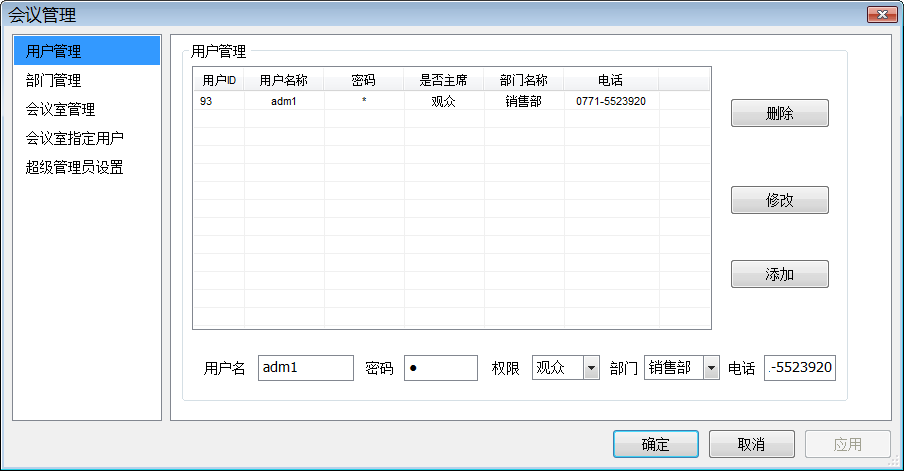 会议管理
用户管理
部门管理
会议室管理
会议室指定用户
超级管理员设置
用户管理
用户ID 用户名称 密码 是否主席 部门名称 电话
93 adm1 * 观众 销售部 0771-5523920
删除
修改
添加
用户名 adm1 密码 ● 权限 观众 部门 销售部 电话 -5523920
确定 取消 应用